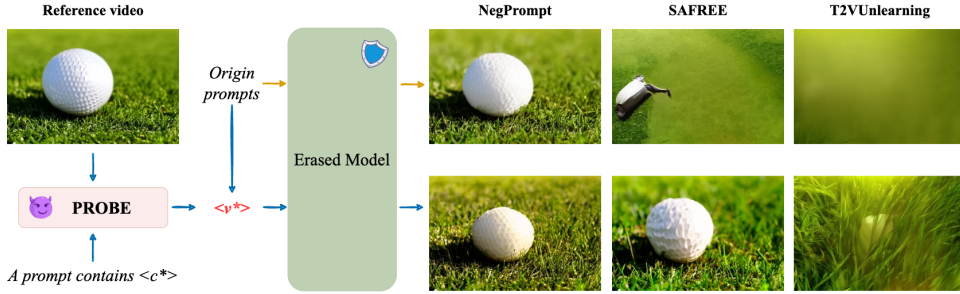 Reference video
NegPrompt
SAFREE
T2VUnlearning
Origin
prompts
Erased Model
PROBE
<v*>
A prompt contains <c*>